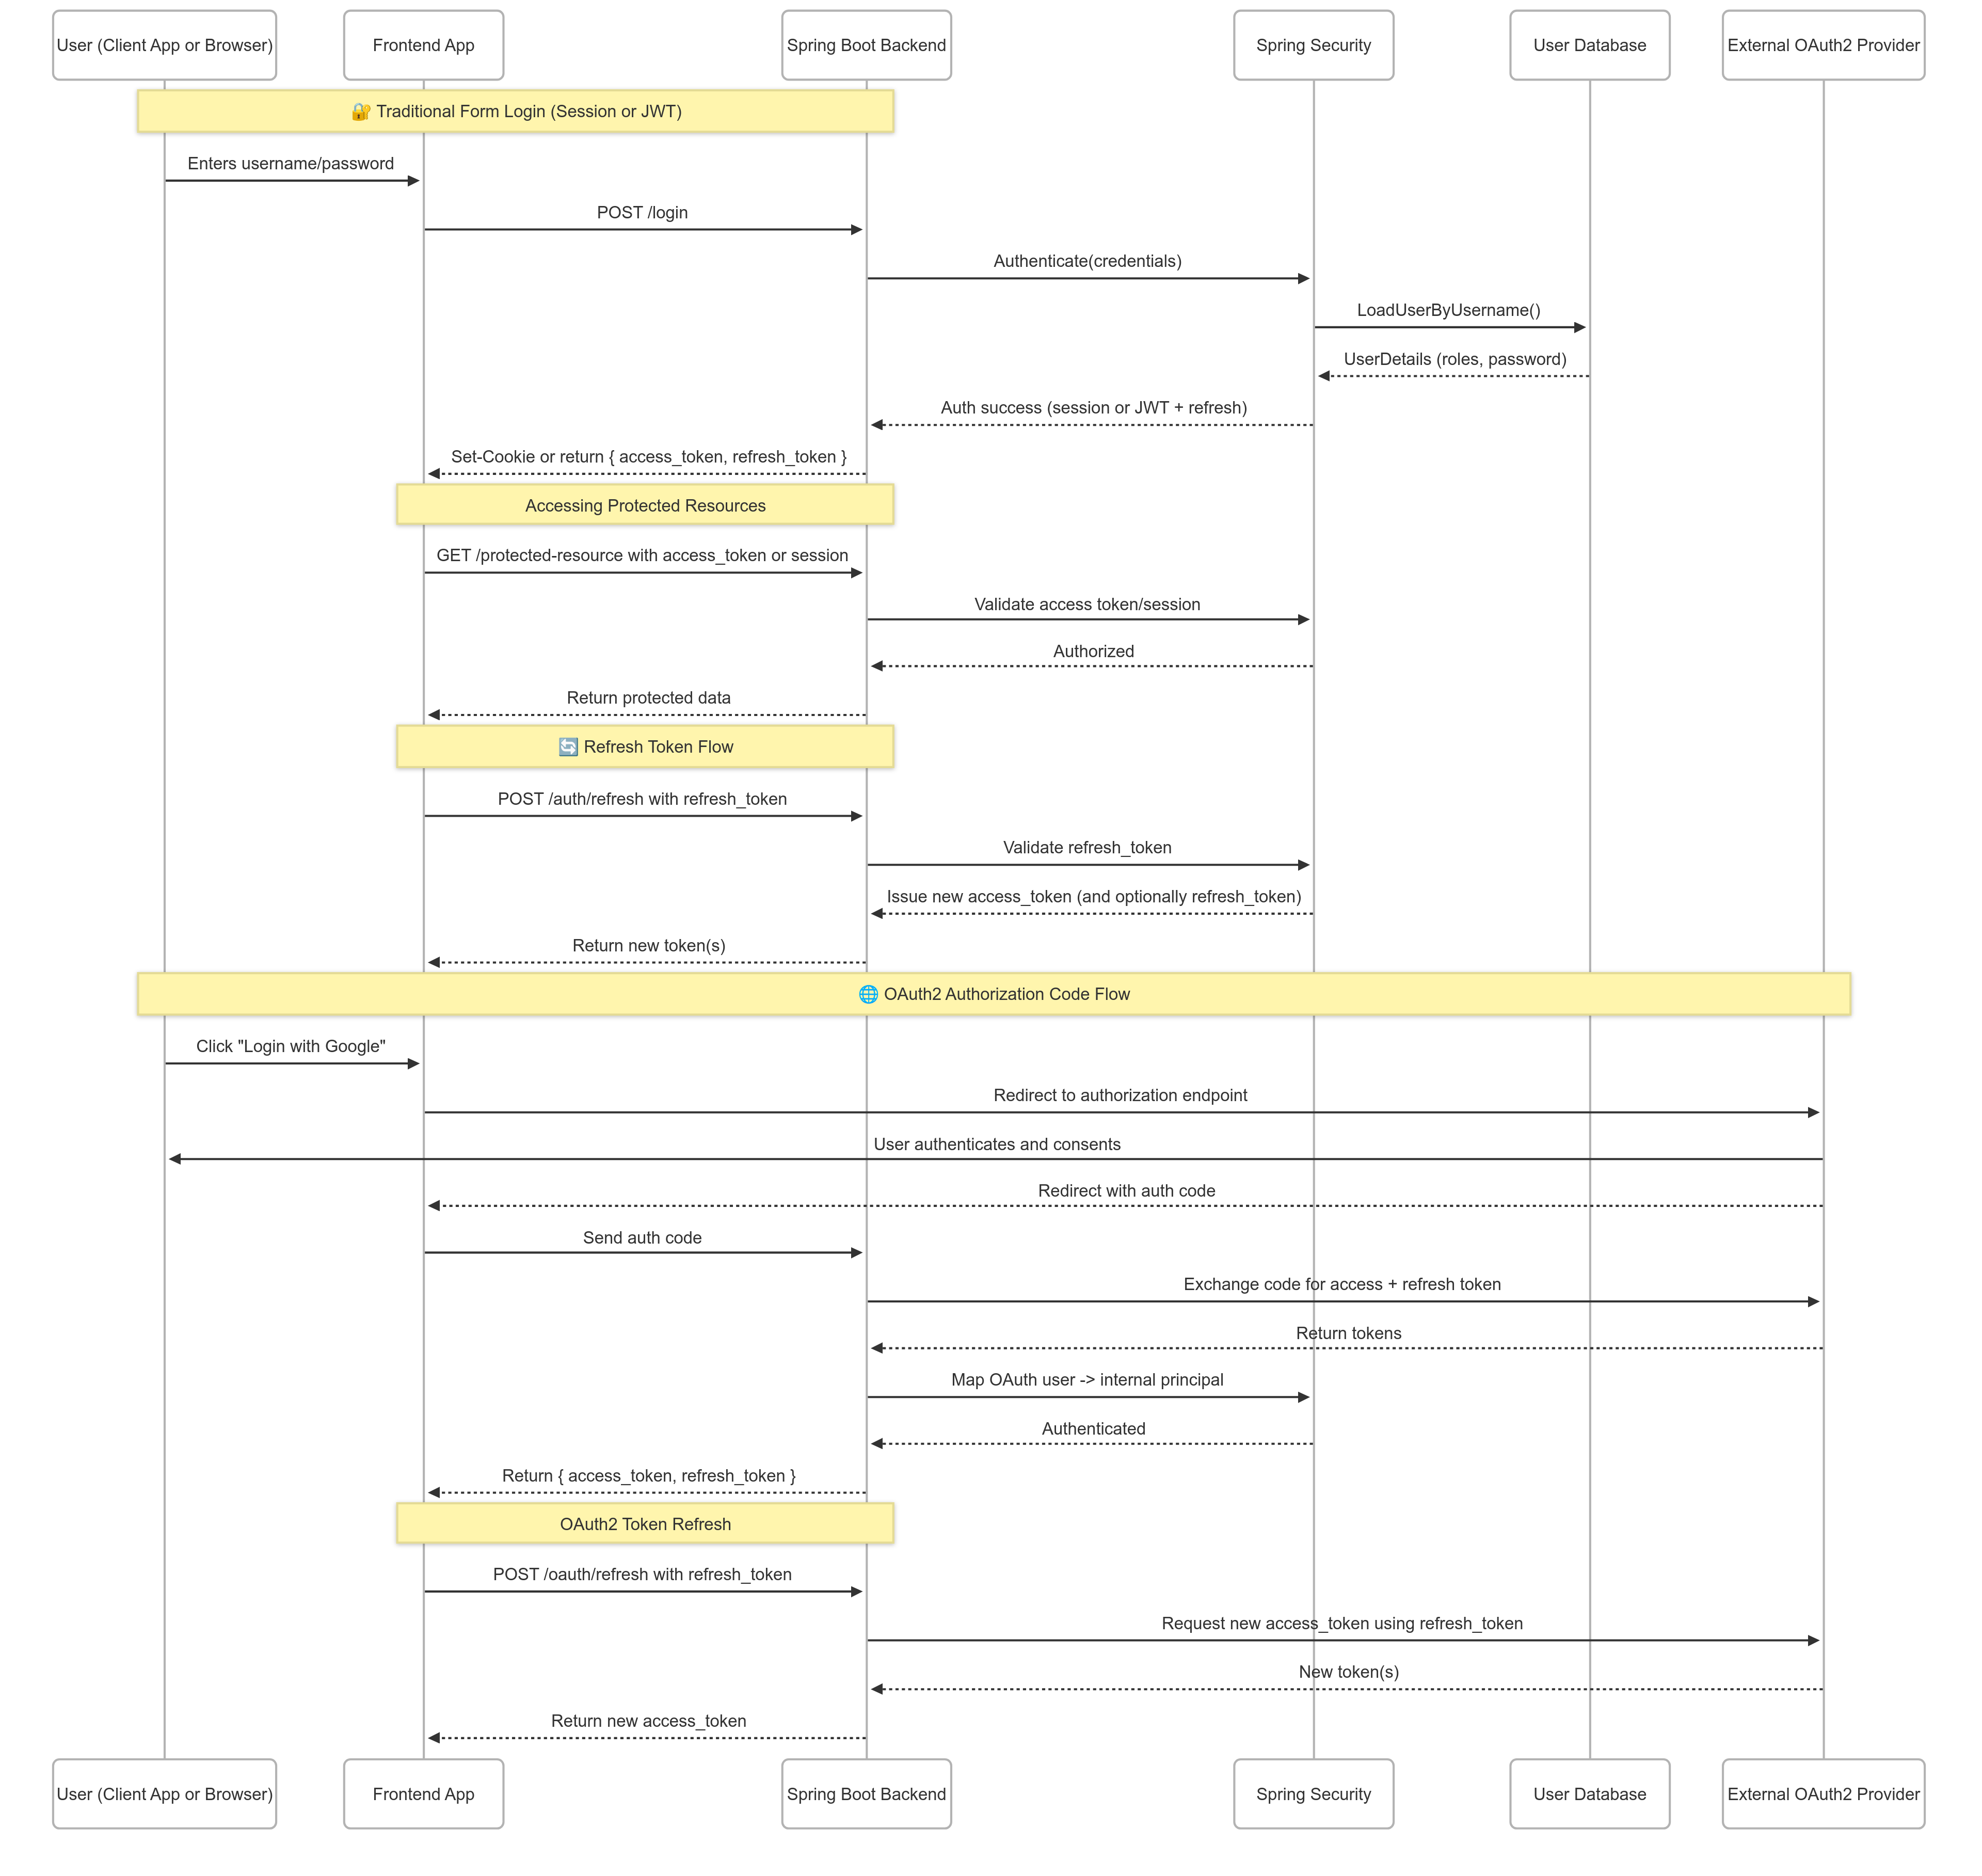 User (Client App or Browser)
Frontend App
Spring Boot Backend
Spring Security
User Database
External OAuth2 Provider
🔐 Traditional Form Login (Session or JWT)
Enters username/password
POST /login
Authenticate(credentials)
LoadUserByUsername()
UserDetails (roles, password)
Auth success (session or JWT + refresh)
Set-Cookie or return { access_token, refresh_token }
Accessing Protected Resources
GET /protected-resource with access_token or session
Validate access token/session
Authorized
Return protected data
🔄 Refresh Token Flow
POST /auth/refresh with refresh_token
Validate refresh_token
Issue new access_token (and optionally refresh_token)
Return new token(s)
🌐 OAuth2 Authorization Code Flow
Click "Login with Google"
Redirect to authorization endpoint
User authenticates and consents
Redirect with auth code
Send auth code
Exchange code for access + refresh token
Return tokens
Map OAuth user -> internal principal
Authenticated
Return { access_token, refresh_token }
OAuth2 Token Refresh
POST /oauth/refresh with refresh_token
Request new access_token using refresh_token
New token(s)
Return new access_token
User (Client App or Browser)
Frontend App
Spring Boot Backend
Spring Security
User Database
External OAuth2 Provider